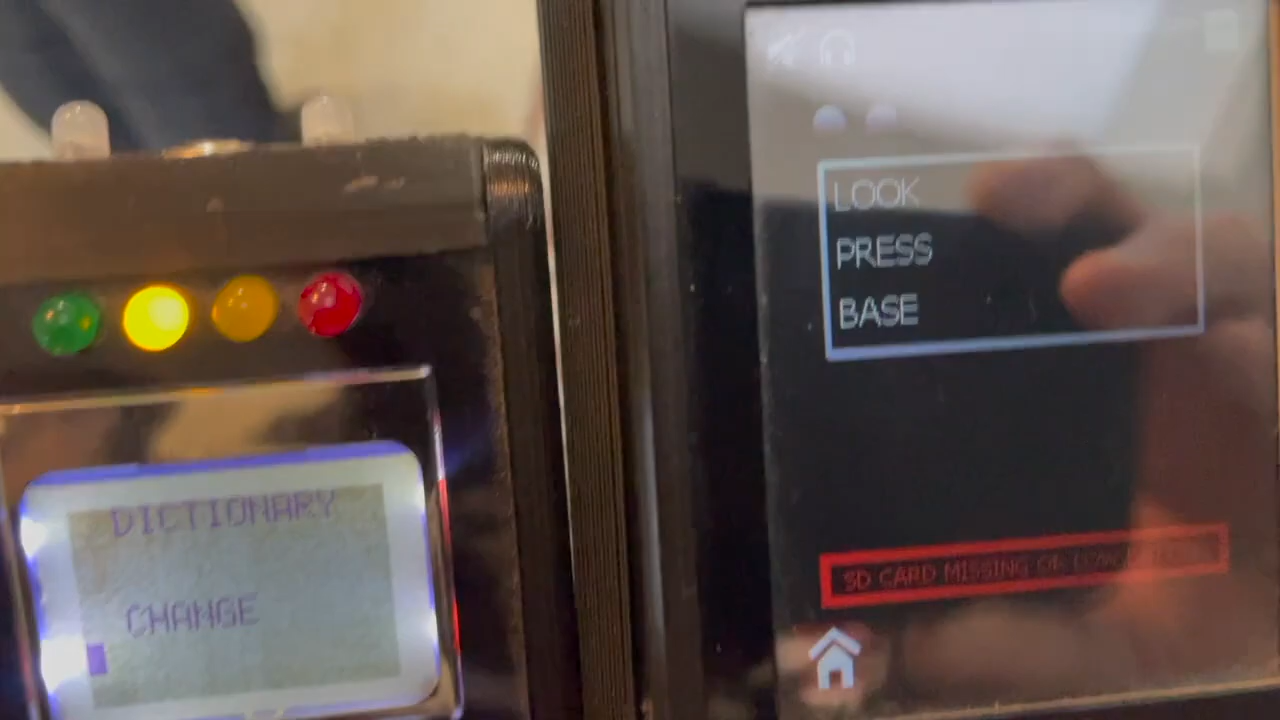 DICTIONARY
CHANGE
LOOK
PRESS
BASE
SD CARD MISSING OR